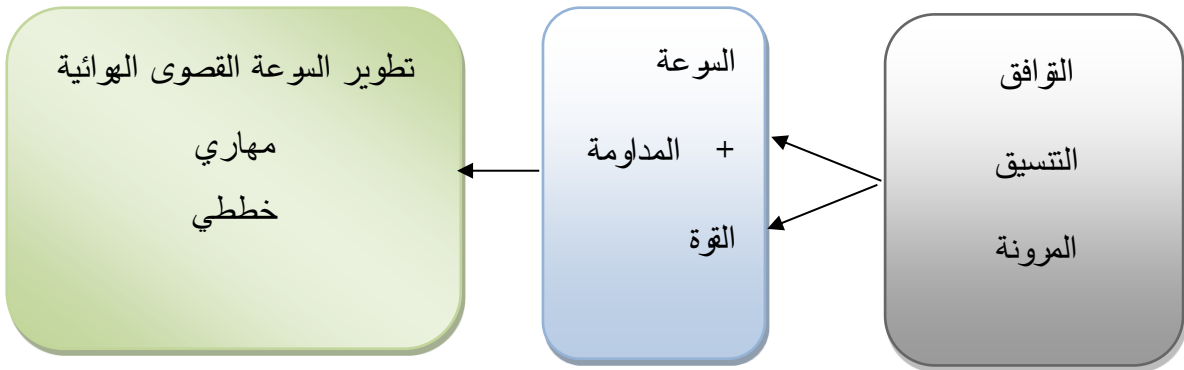 التوافق
التنسيق
المرونة
السرعة
+ المداومة
القوة
تطوير السرعة القصوى الهوائية
مهاري
خططي